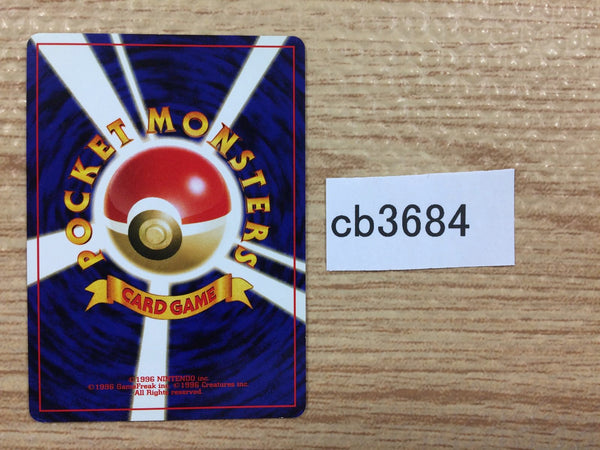 POCKET MONSTERS
CARD GAME
©1996 NINTENDO inc.
©1996 GameFreak inc. ©1996 Creatures inc.
All Rights reserved.
cb3684